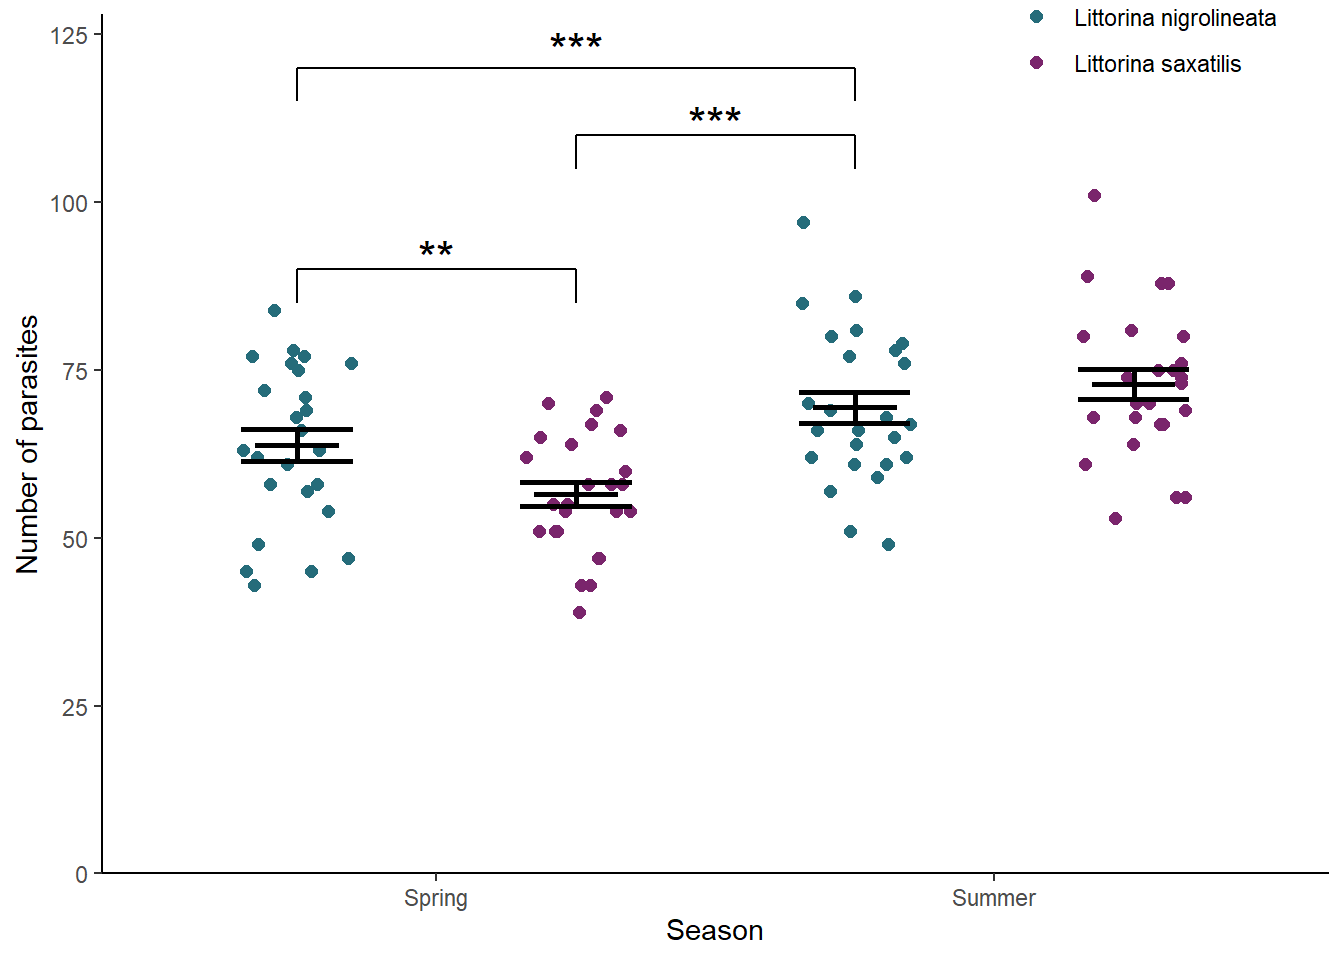 Littorina nigrolineata
Littorina saxatilis
125
100
75
50
25
0
***
***
**
Number of parasites
Spring
Summer
Season